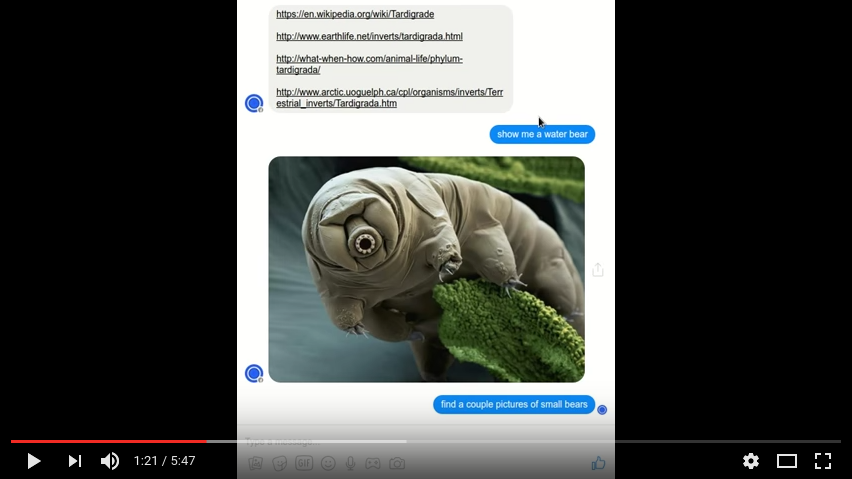 https://en.wikipedia.org/wiki/Tardigrade
http://www.earthlife.net/inverts/tardigrada.html
http://what-when-how.com/animal-life/phylum-
tardigrada/
http://www.arctic.uoguelph.ca/cpl/organisms/inverts/Terr
estrial_inverts/Tardigrada.htm
show me a water bear
find a couple pictures of small bears
Type a message...
GIF
1:21 / 5:47